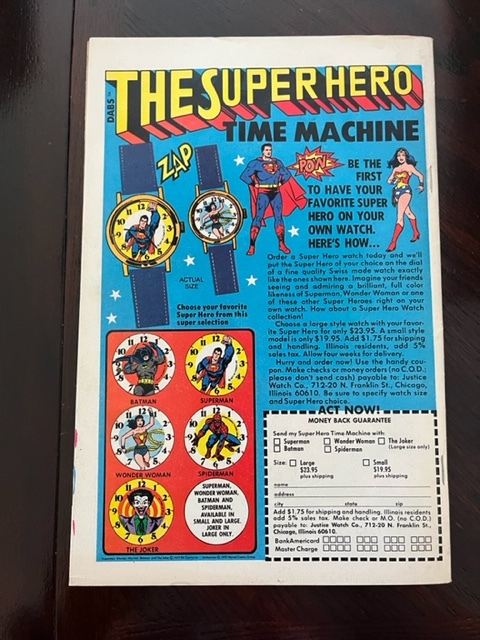 DABS™
THE SUPER HERO
TIME MACHINE
ZAP
POW
BE THE
FIRST
TO HAVE YOUR
FAVORITE SUPER
HERO ON YOUR
OWN WATCH.
HERE'S HOW...
ACTUAL
SIZE
Order a Super Hero watch today and we'll
put the Super Hero of your choice on the dial
of a fine quality Swiss made watch exactly
like the ones shown here. Imagine your friends
seeing and admiring a brilliant, full color
likeness of Superman, Wonder Woman or one
of these other Super Heroes right on your
own watch. How about a Super Hero Watch
collection!
Choose a large style watch with your favor-
ite Super Hero for only $23.95. A small style
model is only $19.95. Add $1.75 for shipping
and handling. Illinois residents, add 5%
sales tax. Allow four weeks for delivery.
Hurry and order now! Use the handy cou-
pon. Make checks or money orders (no C.O.D.;
please don't send cash) payable to: Justice
Watch Co., 712-20 N. Franklin St., Chicago,
Illinois 60610. Be sure to specify watch size
and Super Hero choice.
Choose your favorite
Super Hero from this
super selection
BATMAN
SUPERMAN
WONDER WOMAN
SPIDERMAN
THE JOKER
SUPERMAN,
WONDER WOMAN,
BATMAN
AND
SPIDERMAN,
AVAILABLE IN
SMALL AND LARGE.
JOKER IN
LARGE ONLY.
ACT NOW!
MONEY BACK GUARANTEE
Send my Super Hero Time Machine with:
Superman Wonder Woman The Joker
Batman Spiderman (Large size only)
Size: Large Small
$23.95 $19.95
plus shipping plus shipping
name
address
city state zip
Add $1.75 for shipping and handling. Illinois residents
add 5% sales tax. Make check or M.O. (no C.O.D.)
payable to: Justice Watch Co., 712-20 N. Franklin St.,
Chicago, Illinois 60610.
BankAmericard
Master Charge